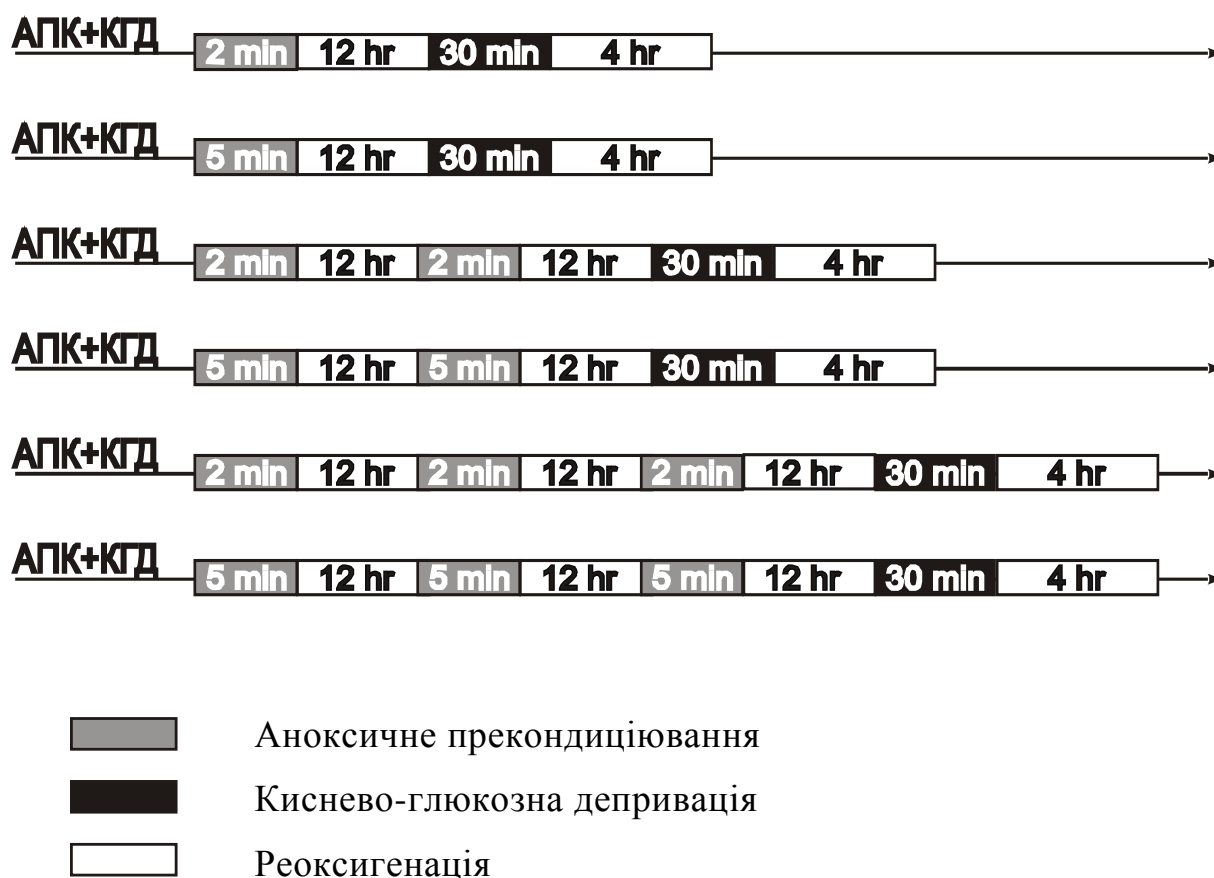 АПК+КГД 2 min 12 hr 30 min 4 hr
АПК+КГД 5 min 12 hr 30 min 4 hr
АПК+КГД 2 min 12 hr 2 min 12 hr 30 min 4 hr
АПК+КГД 5 min 12 hr 5 min 12 hr 30 min 4 hr
АПК+КГД 2 min 12 hr 2 min 12 hr 2 min 12 hr 30 min 4 hr
АПК+КГД 5 min 12 hr 5 min 12 hr 5 min 12 hr 30 min 4 hr
Аноксичне прекондиціювання
Киснево-глюкозна депривація
Реоксигенація